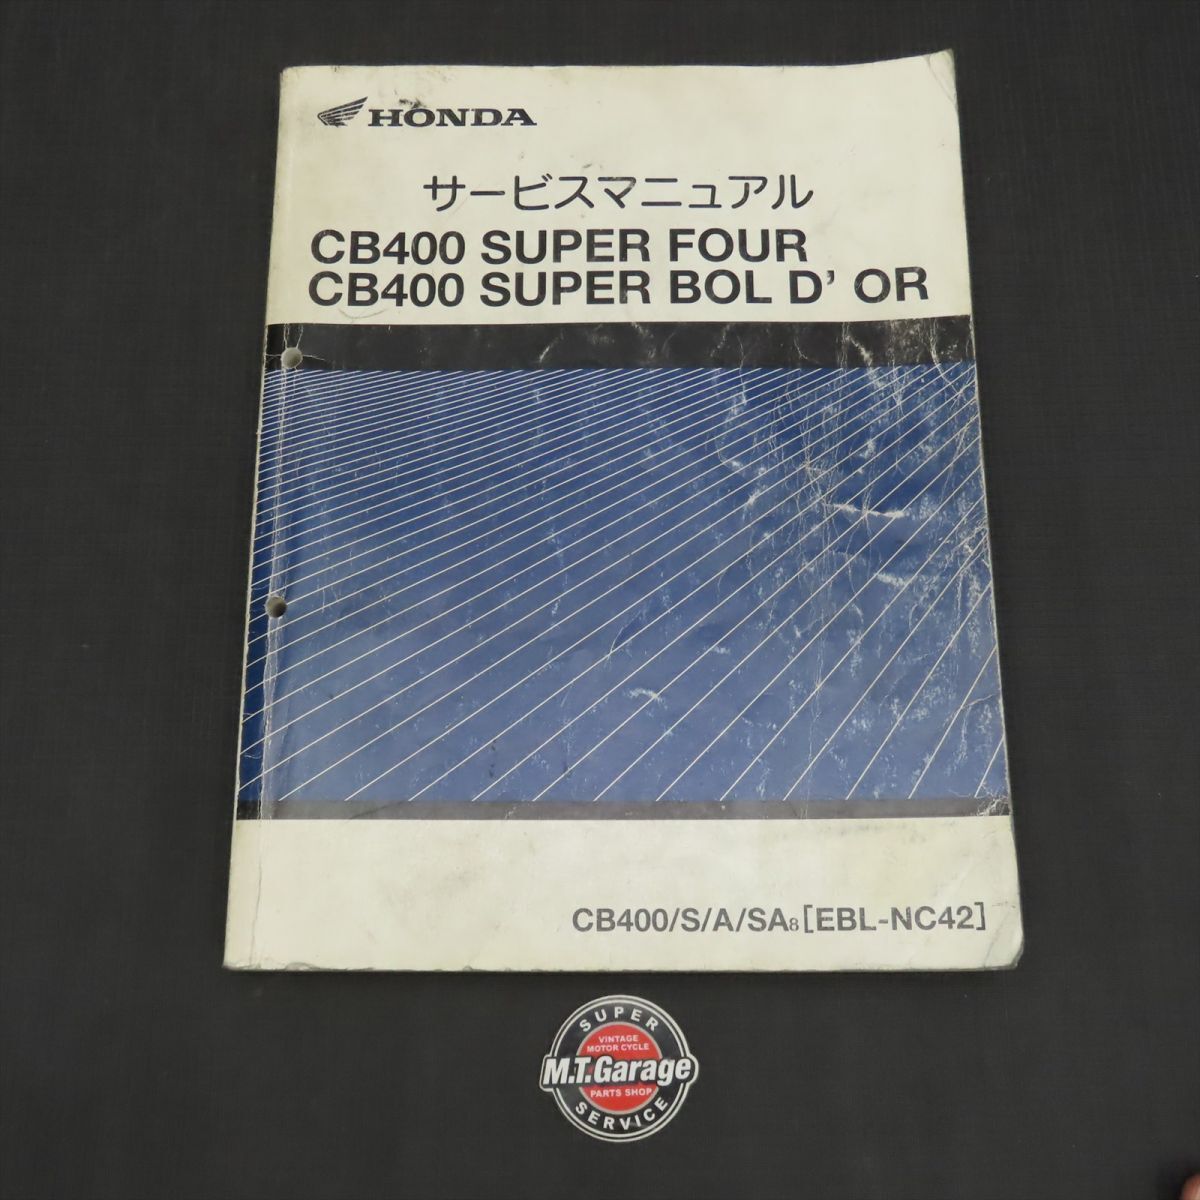 HONDA
サービスマニュアル
CB400 SUPER FOUR
CB400 SUPER BOL D' OR
CB400/S/A/SA8 [EBL-NC42]
SUPER
VINTAGE
MOTOR CYCLE
M.T.Garage
PARTS SHOP
SERVICE